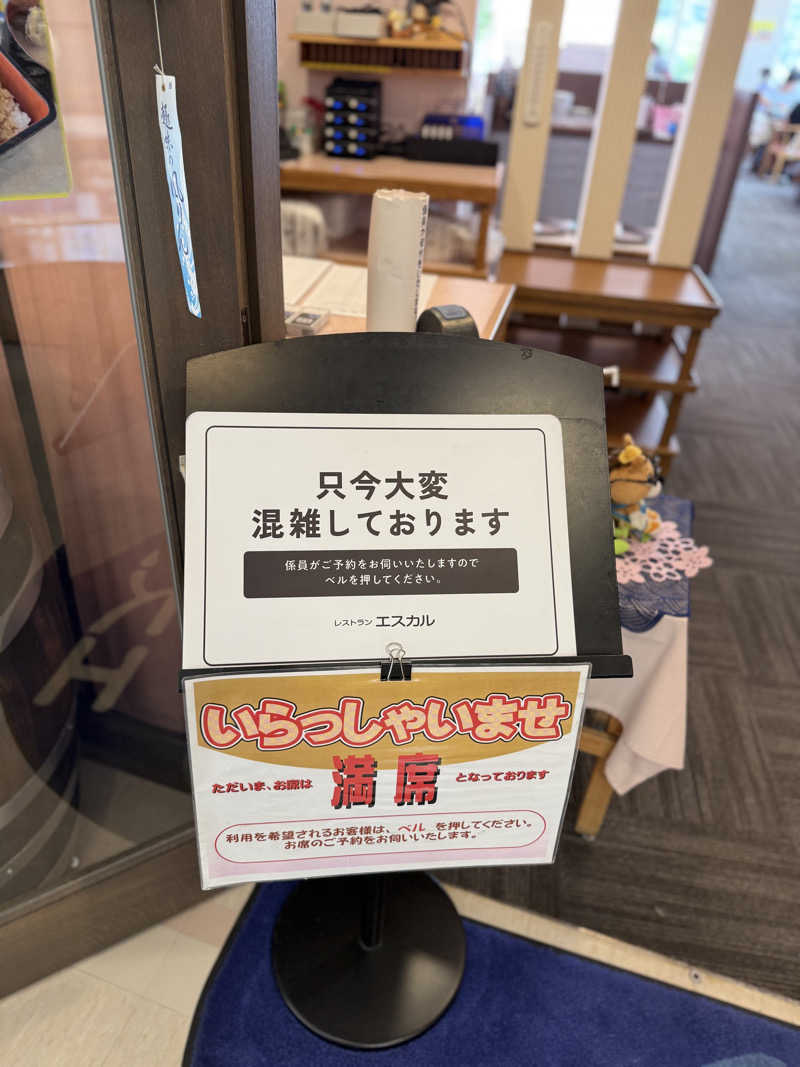 只今大変
混雑しております
係員がご予約をお伺いいたしますので
ベルを押してください。
レストラン エスカル
いらっしゃいませ
ただいま、お席は 満席 となっております
利用を希望されるお客様は、ベル を押してください。
お席のご予約をお伺いいたします。